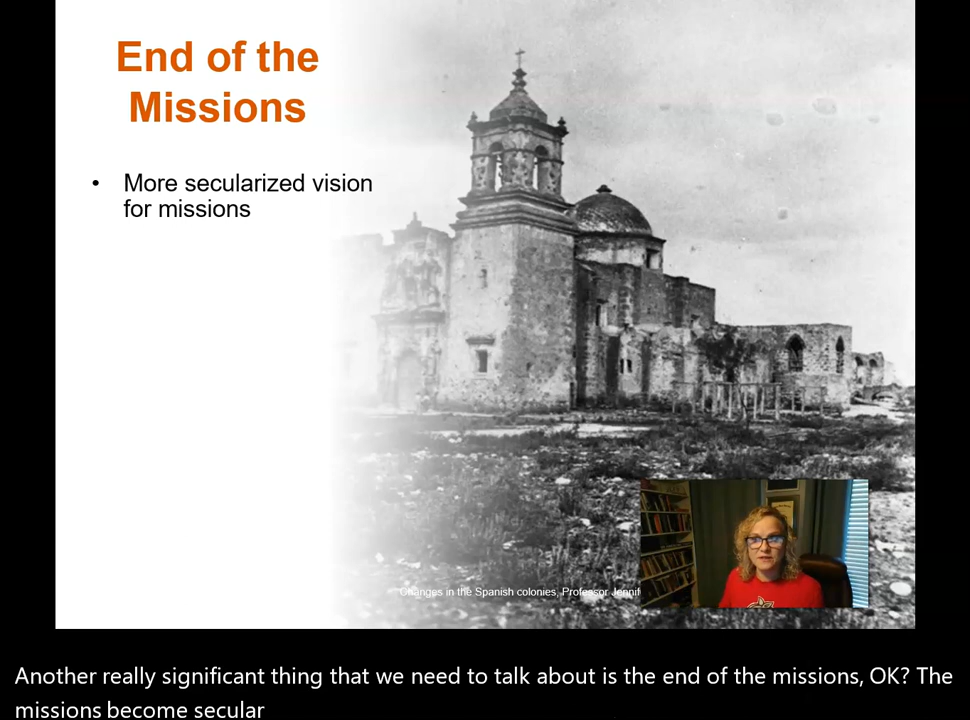 End of the
Missions
• More secularized vision
for missions
Changes in the Spanish colonies, Professor
Another really significant thing that we need to talk about is the end of the missions, OK? The
missions become secular